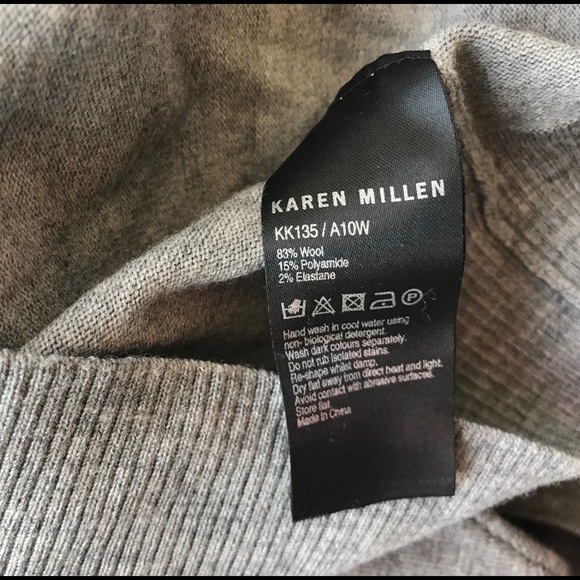 KAREN MILLEN
KK135 / A10W
83% Wool
15% Polyamide
2% Elastane
P
Hand wash in cool water using
non- biological detergent.
Wash dark colours separately.
Do not rub isolated stains.
Re-shape whilst damp.
Dry flat away from direct heat and light.
Avoid contact with abrasive surfaces.
Store flat.
Made in China